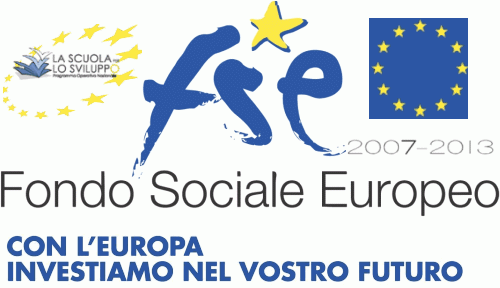 LA SCUOLA PER
LO SVILUPPO
Programma Operativo Nazionale
fse
2007-2013
Fondo Sociale Europeo
CON L'EUROPA
INVESTIAMO NEL VOSTRO FUTURO